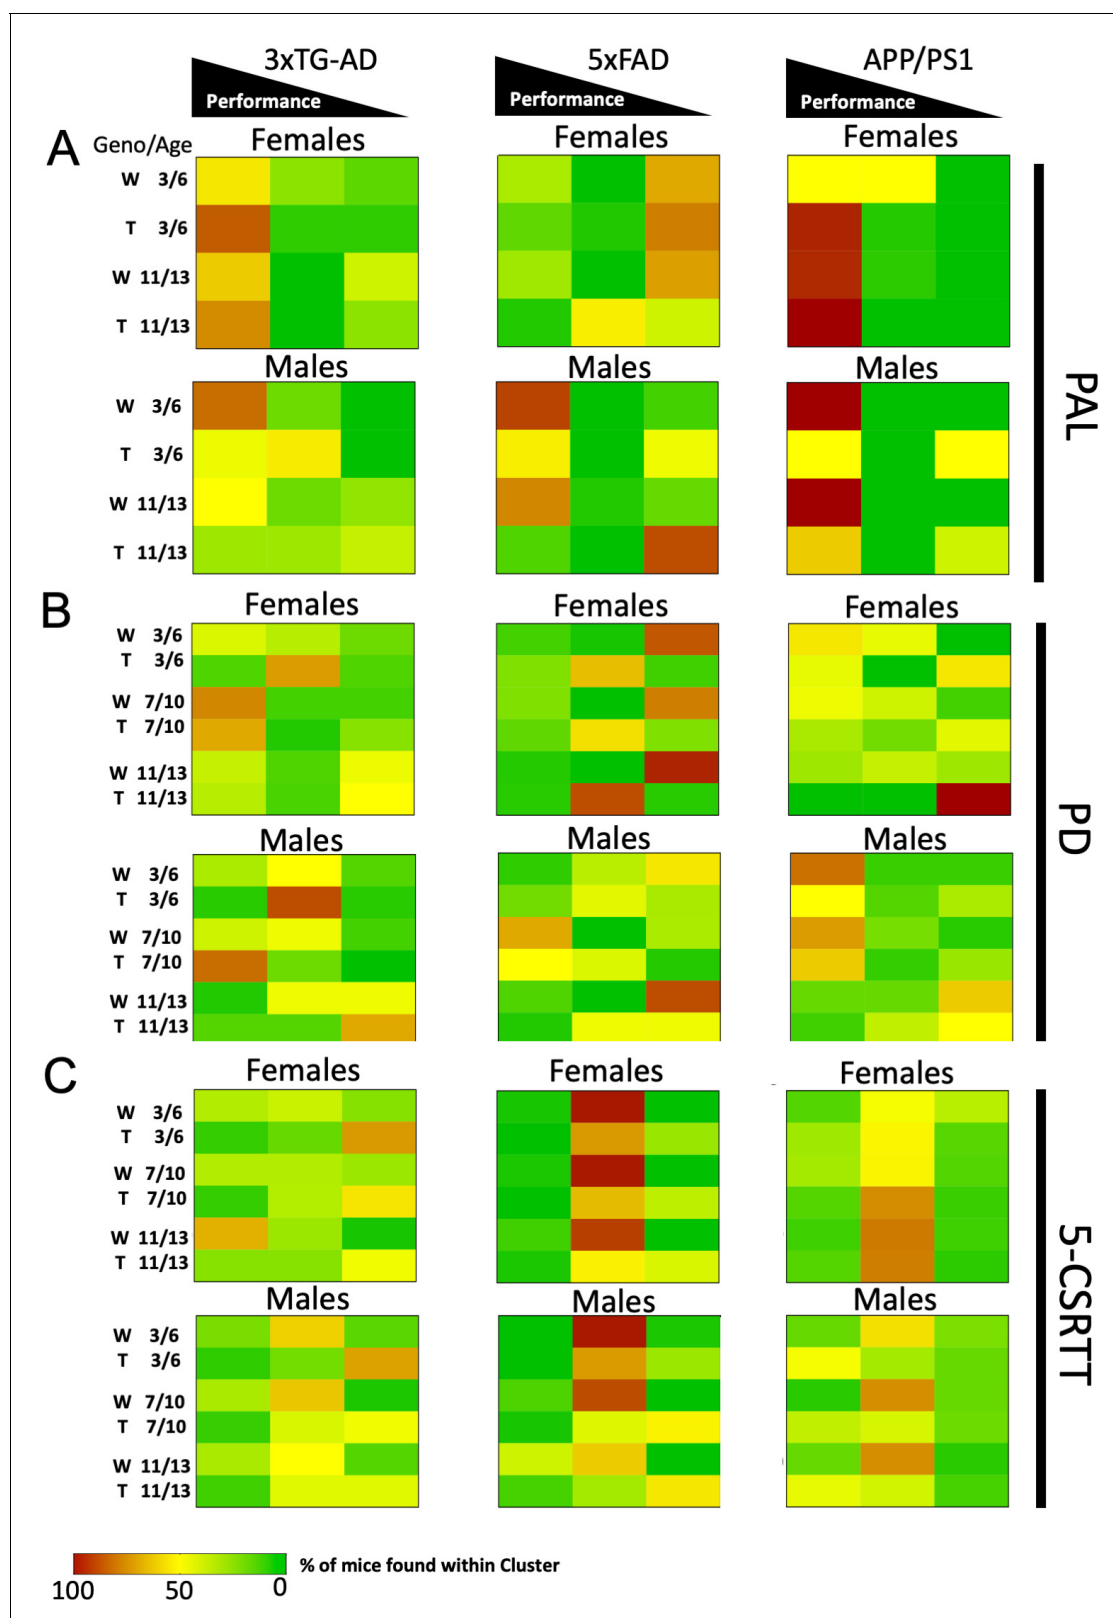 3xTG-AD 5xFAD APP/PS1
Performance Performance Performance
A Geno/Age Females Females Females
W 3/6
T 3/6
W 11/13
T 11/13
PAL
Males Males Males
W 3/6
T 3/6
W 11/13
T 11/13
B Females Females Females
W 3/6
T 3/6
W 7/10
T 7/10
W 11/13
T 11/13
PD
Males Males Males
W 3/6
T 3/6
W 7/10
T 7/10
W 11/13
T 11/13
C Females Females Females
W 3/6
T 3/6
W 7/10
T 7/10
W 11/13
T 11/13
5-CSRTT
Males Males Males
W 3/6
T 3/6
W 7/10
T 7/10
W 11/13
T 11/13
% of mice found within Cluster
100 50 0